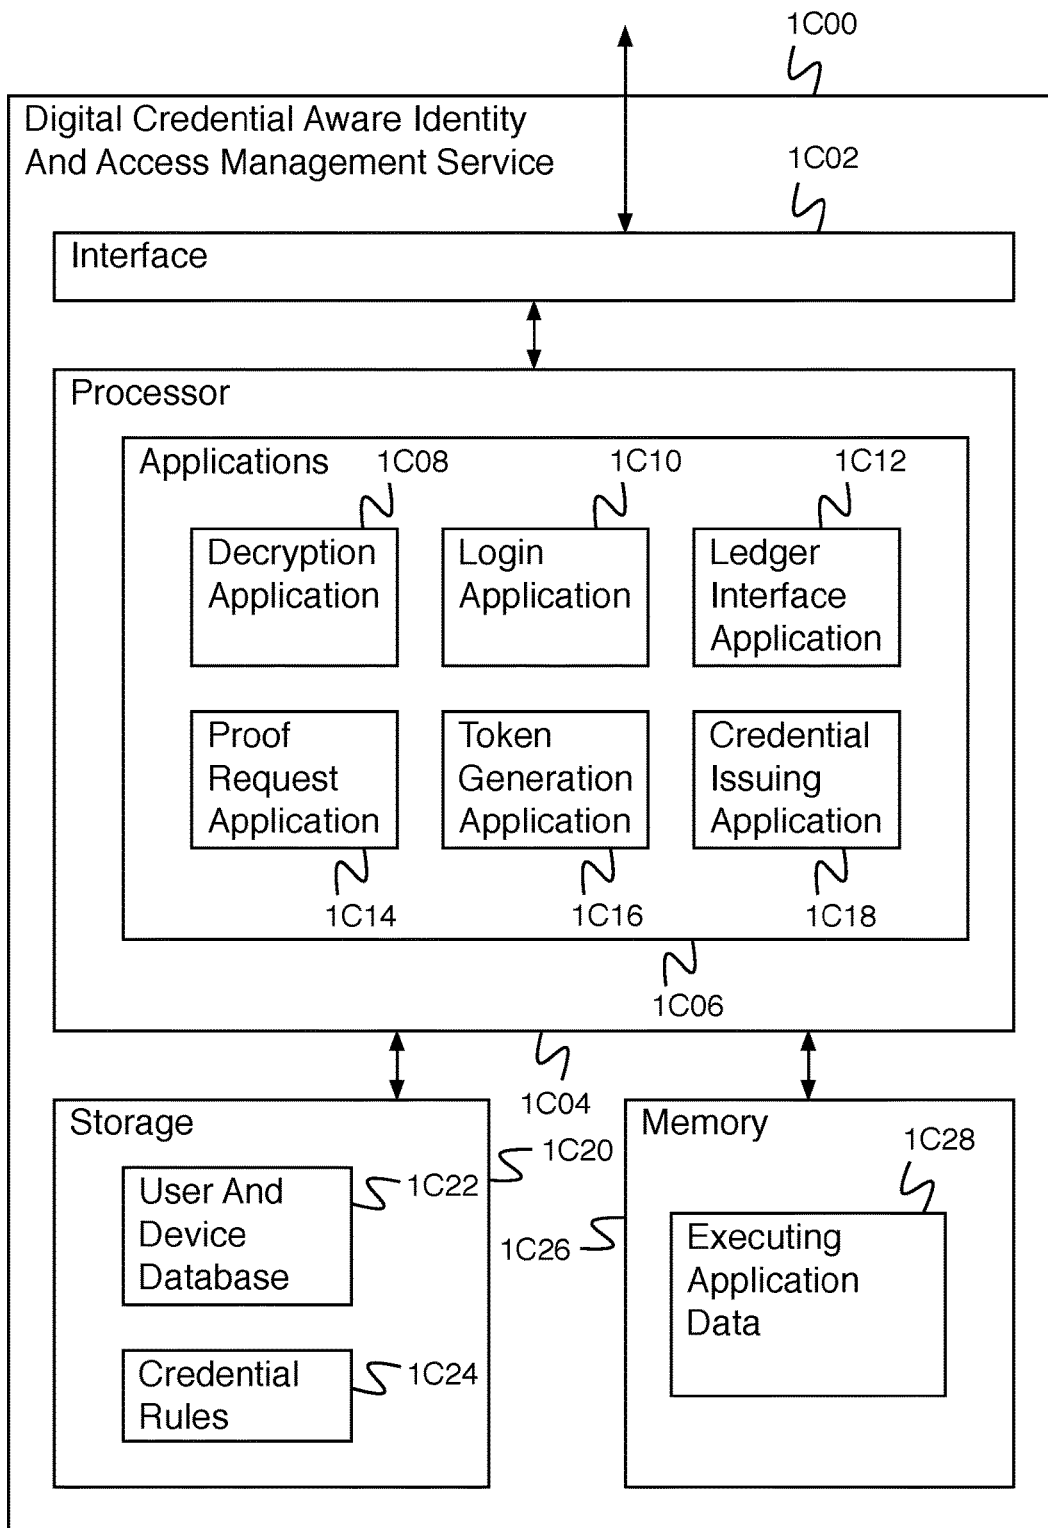 1C00
Digital Credential Aware Identity
And Access Management Service
1C02
Interface
Processor
Applications
1C08
1C10
1C12
Decryption
Application
Login
Application
Ledger
Interface
Application
Proof
Request
Application
Token
Generation
Application
Credential
Issuing
Application
1C14
1C16
1C18
1C06
1C04
Storage
1C20
User And
Device
Database
1C22
Credential
Rules
1C24
Memory
1C28
1C26
Executing
Application
Data